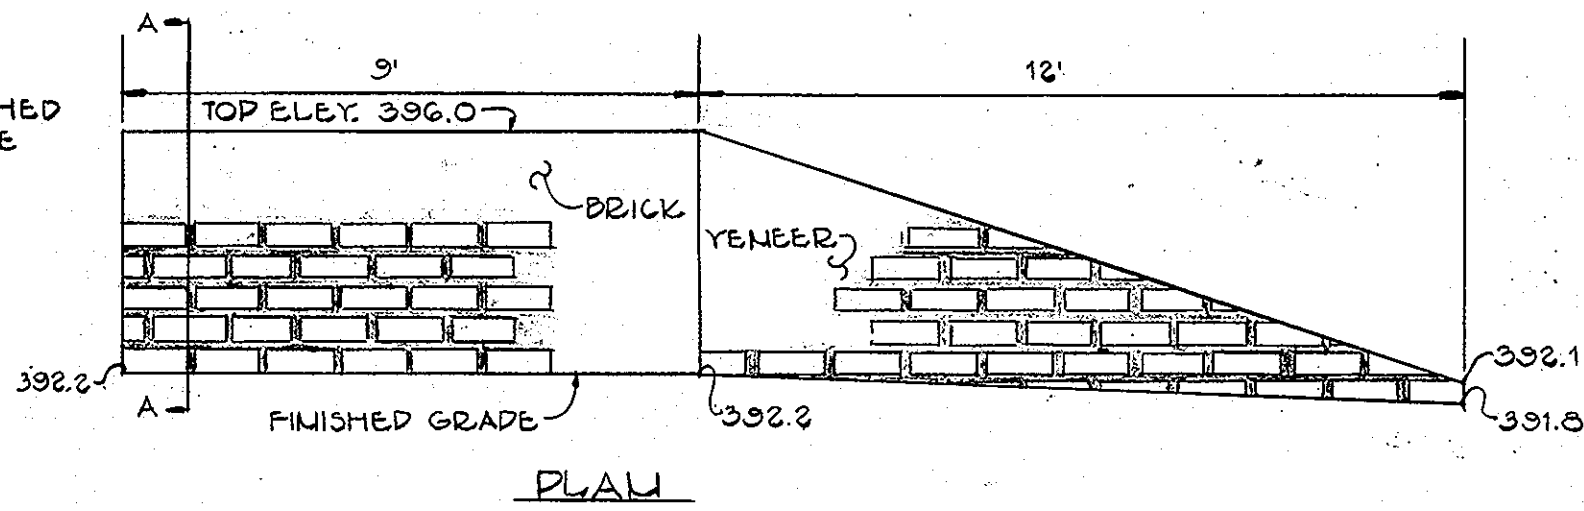 A
9'
12'
HED
E
TOP ELEV. 396.0
BRICK
VENEER
392.2
A
FINISHED GRADE
392.2
392.1
391.8
PLAN